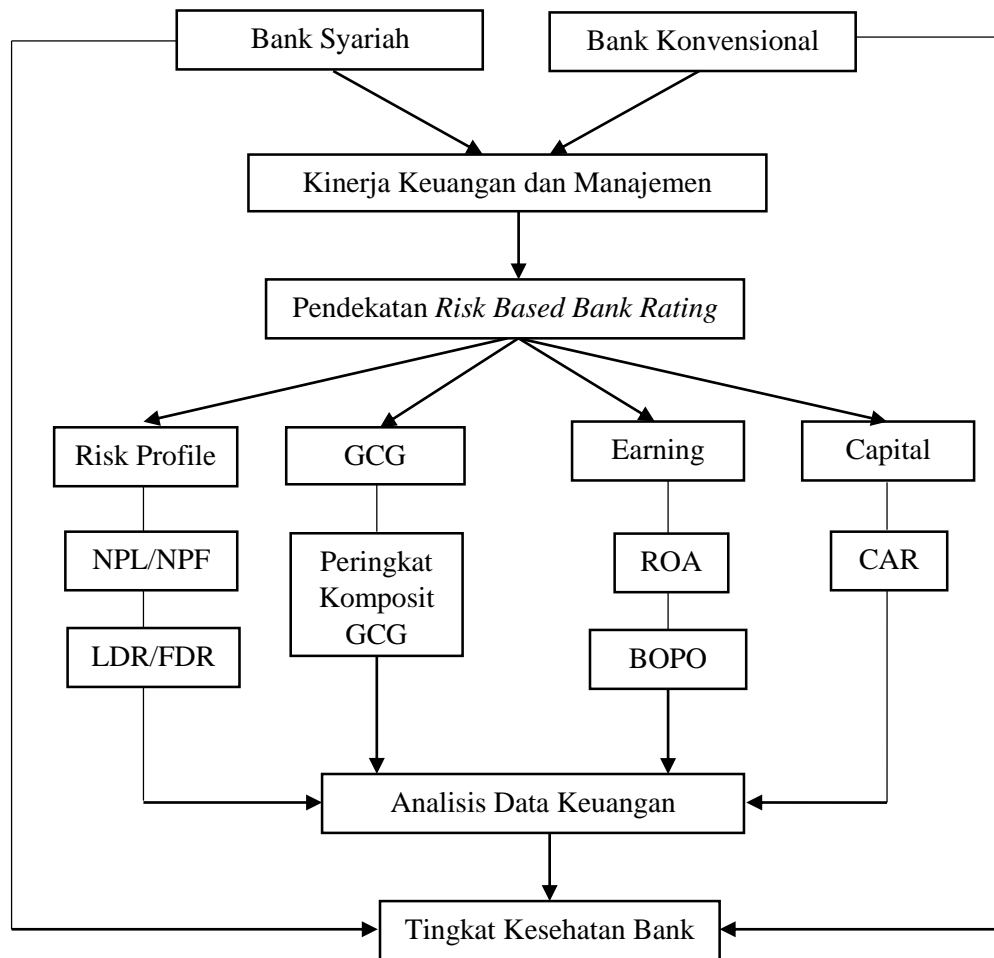 Bank Syariah
Bank Konvensional
Kinerja Keuangan dan Manajemen
Pendekatan Risk Based Bank Rating
Risk Profile
GCG
Earning
Capital
NPL/NPF
Peringkat
Komposit
GCG
ROA
CAR
LDR/FDR
BOPO
Analisis Data Keuangan
Tingkat Kesehatan Bank